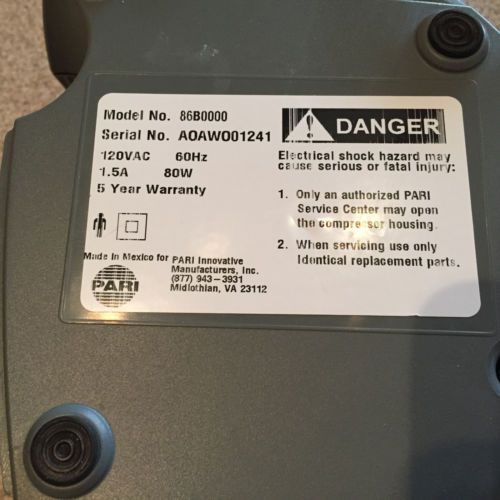 Model No. 86B0000
Serial No. AOAWO01241
120VAC 60Hz
1.5A 80W
5 Year Warranty
Made in Mexico for PARI Innovative
Manufacturers, Inc.
(877) 943-3931
Midlothian, VA 23112
PARI
DANGER
Electrical shock hazard may
cause serious or fatal injury:
1. Only an authorized PARI
Service Center may open
the compressor housing.
2. When servicing use only
identical replacement parts.